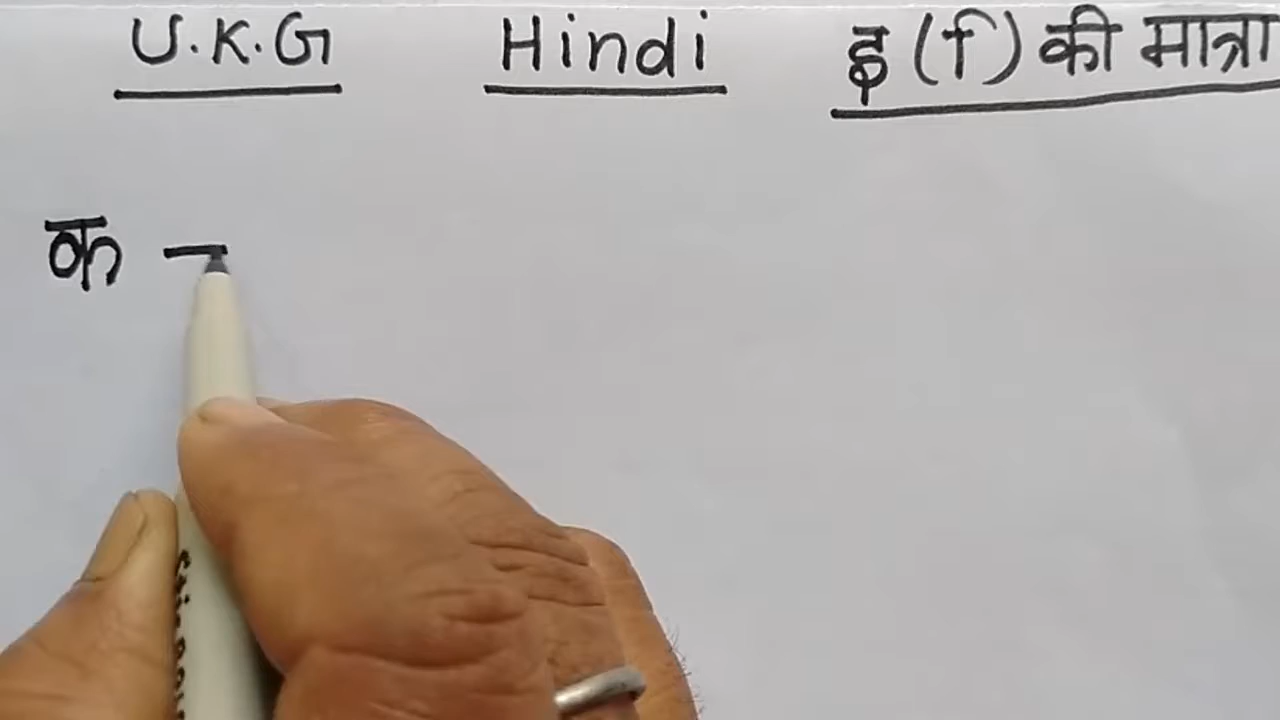 U.K.G Hindi इ (ि) की मात्रा
क –